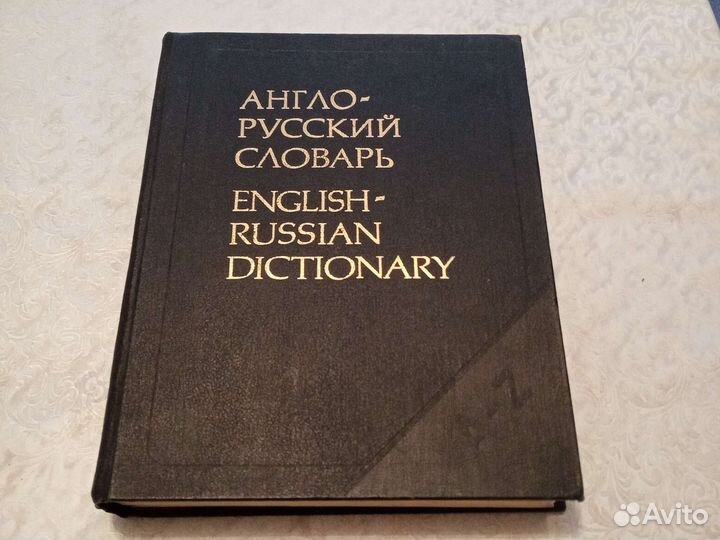 АНГЛО-
РУССКИЙ
СЛОВАРЬ
ENGLISH-
RUSSIAN
DICTIONARY
A-Z
Avito